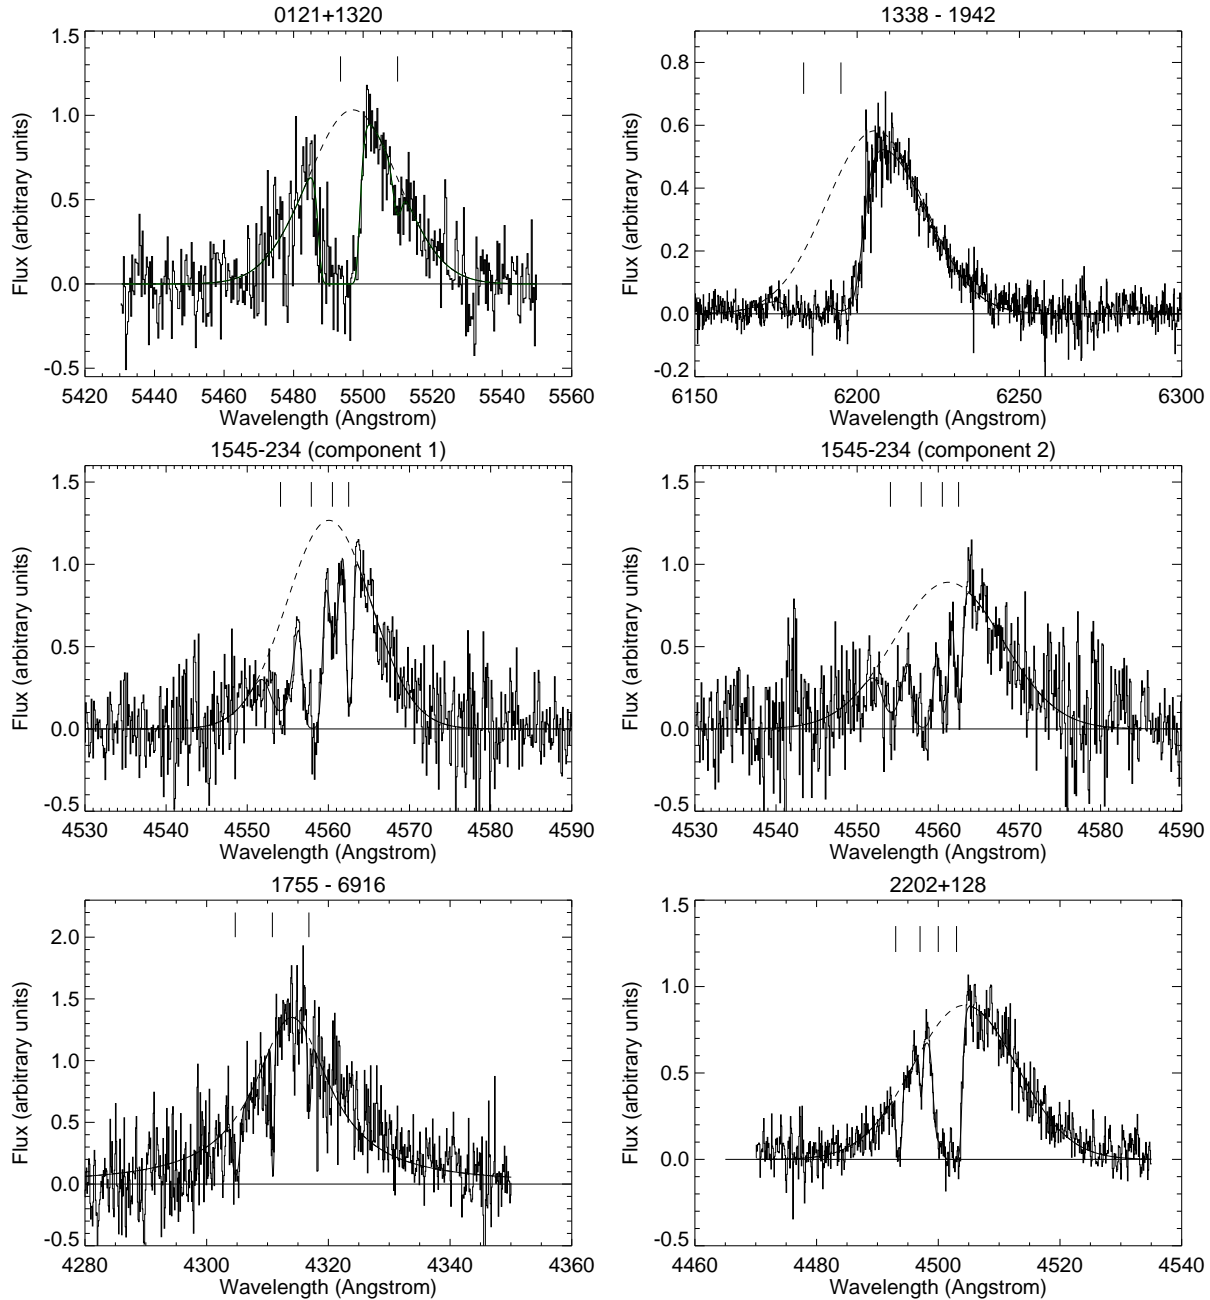 0121+1320
1.5
1.0
0.5
0.0
-0.5
Flux (arbitrary units)
5420 5440 5460 5480 5500 5520 5540 5560
Wavelength (Angstrom)
1338 - 1942
0.8
0.6
0.4
0.2
0.0
-0.2
Flux (arbitrary units)
6150 6200 6250 6300
Wavelength (Angstrom)
1545-234 (component 1)
1.5
1.0
0.5
0.0
-0.5
Flux (arbitrary units)
4530 4540 4550 4560 4570 4580 4590
Wavelength (Angstrom)
1545-234 (component 2)
1.5
1.0
0.5
0.0
-0.5
Flux (arbitrary units)
4530 4540 4550 4560 4570 4580 4590
Wavelength (Angstrom)
1755 - 6916
2.0
1.5
1.0
0.5
0.0
-0.5
Flux (arbitrary units)
4280 4300 4320 4340 4360
Wavelength (Angstrom)
2202+128
1.5
1.0
0.5
0.0
-0.5
Flux (arbitrary units)
4460 4480 4500 4520 4540
Wavelength (Angstrom)